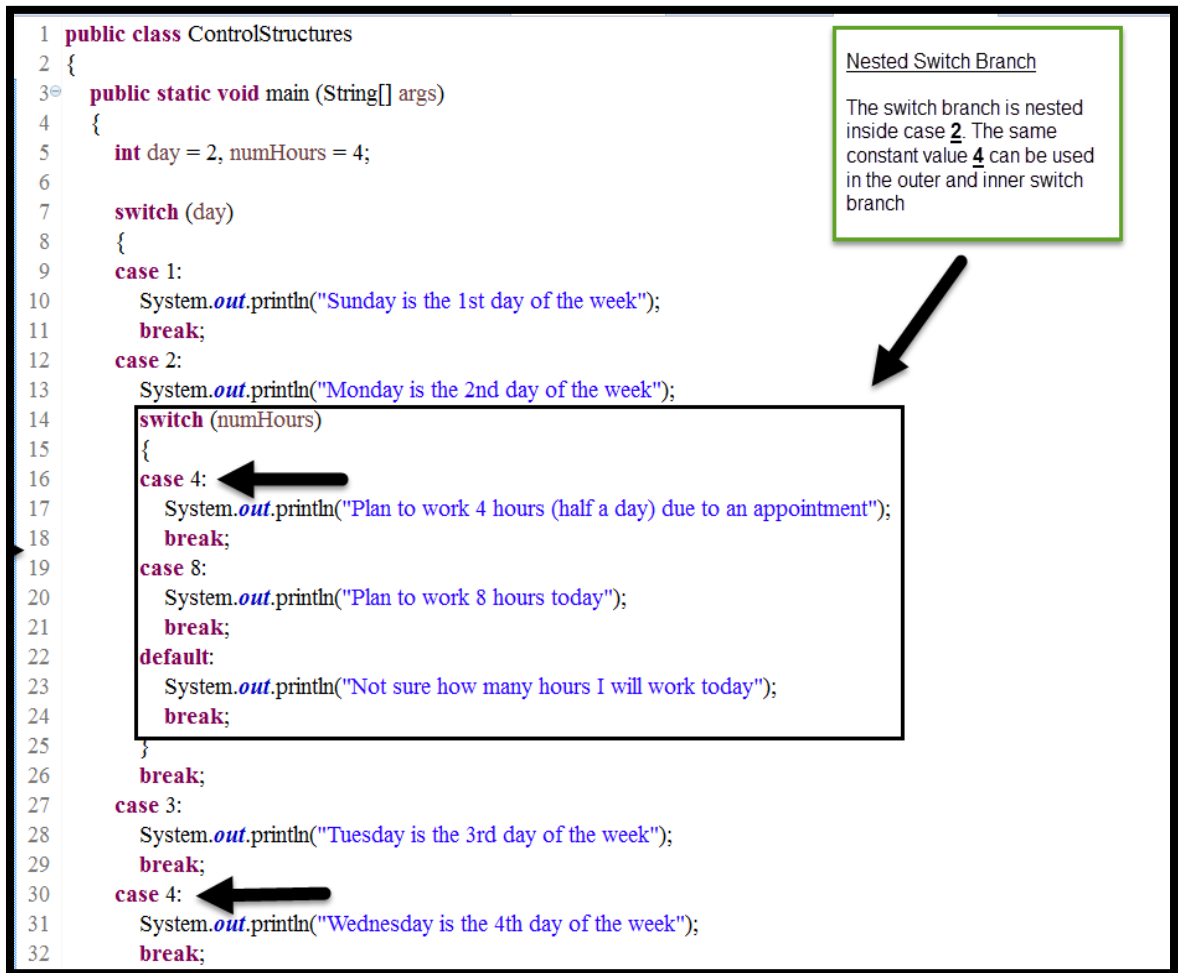 1 public class ControlStructures
2 {
3 public static void main (String[] args)
4 {
5 int day = 2, numHours = 4;
6
7 switch (day)
8 {
9 case 1:
10 System.out.println("Sunday is the 1st day of the week");
11 break;
12 case 2:
13 System.out.println("Monday is the 2nd day of the week");
14 switch (numHours)
15 {
16 case 4:
17 System.out.println("Plan to work 4 hours (half a day) due to an appointment");
18 break;
19 case 8:
20 System.out.println("Plan to work 8 hours today");
21 break;
22 default:
23 System.out.println("Not sure how many hours I will work today");
24 break;
25 }
26 break;
27 case 3:
28 System.out.println("Tuesday is the 3rd day of the week");
29 break;
30 case 4:
31 System.out.println("Wednesday is the 4th day of the week");
32 break;
Nested Switch Branch
The switch branch is nested
inside case 2. The same
constant value 4 can be used
in the outer and inner switch
branch